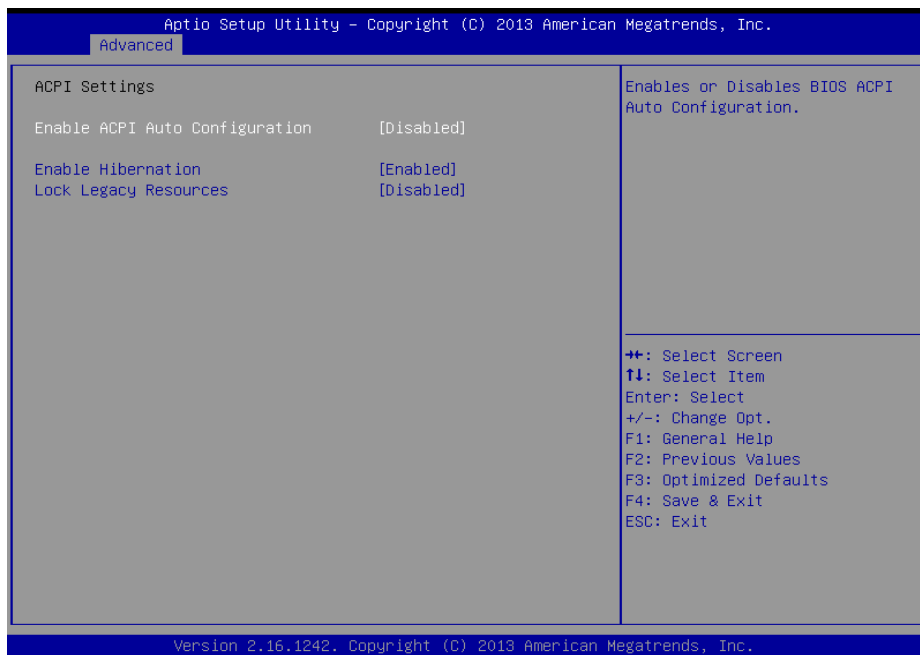 Aptio Setup Utility – Copyright (C) 2013 American Megatrends, Inc.
Advanced
ACPI Settings
Enable ACPI Auto Configuration [Disabled]
Enable Hibernation [Enabled]
Lock Legacy Resources [Disabled]
Enables or Disables BIOS ACPI
Auto Configuration.
→←: Select Screen
↑↓: Select Item
Enter: Select
+/-: Change Opt.
F1: General Help
F2: Previous Values
F3: Optimized Defaults
F4: Save & Exit
ESC: Exit
Version 2.16.1242. Copyright (C) 2013 American Megatrends, Inc.